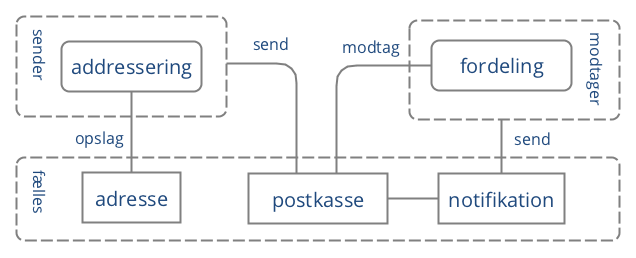 sender
addressering
send
modtag
fordeling
modtager
opslag
send
fælles
adresse
postkasse
notifikation